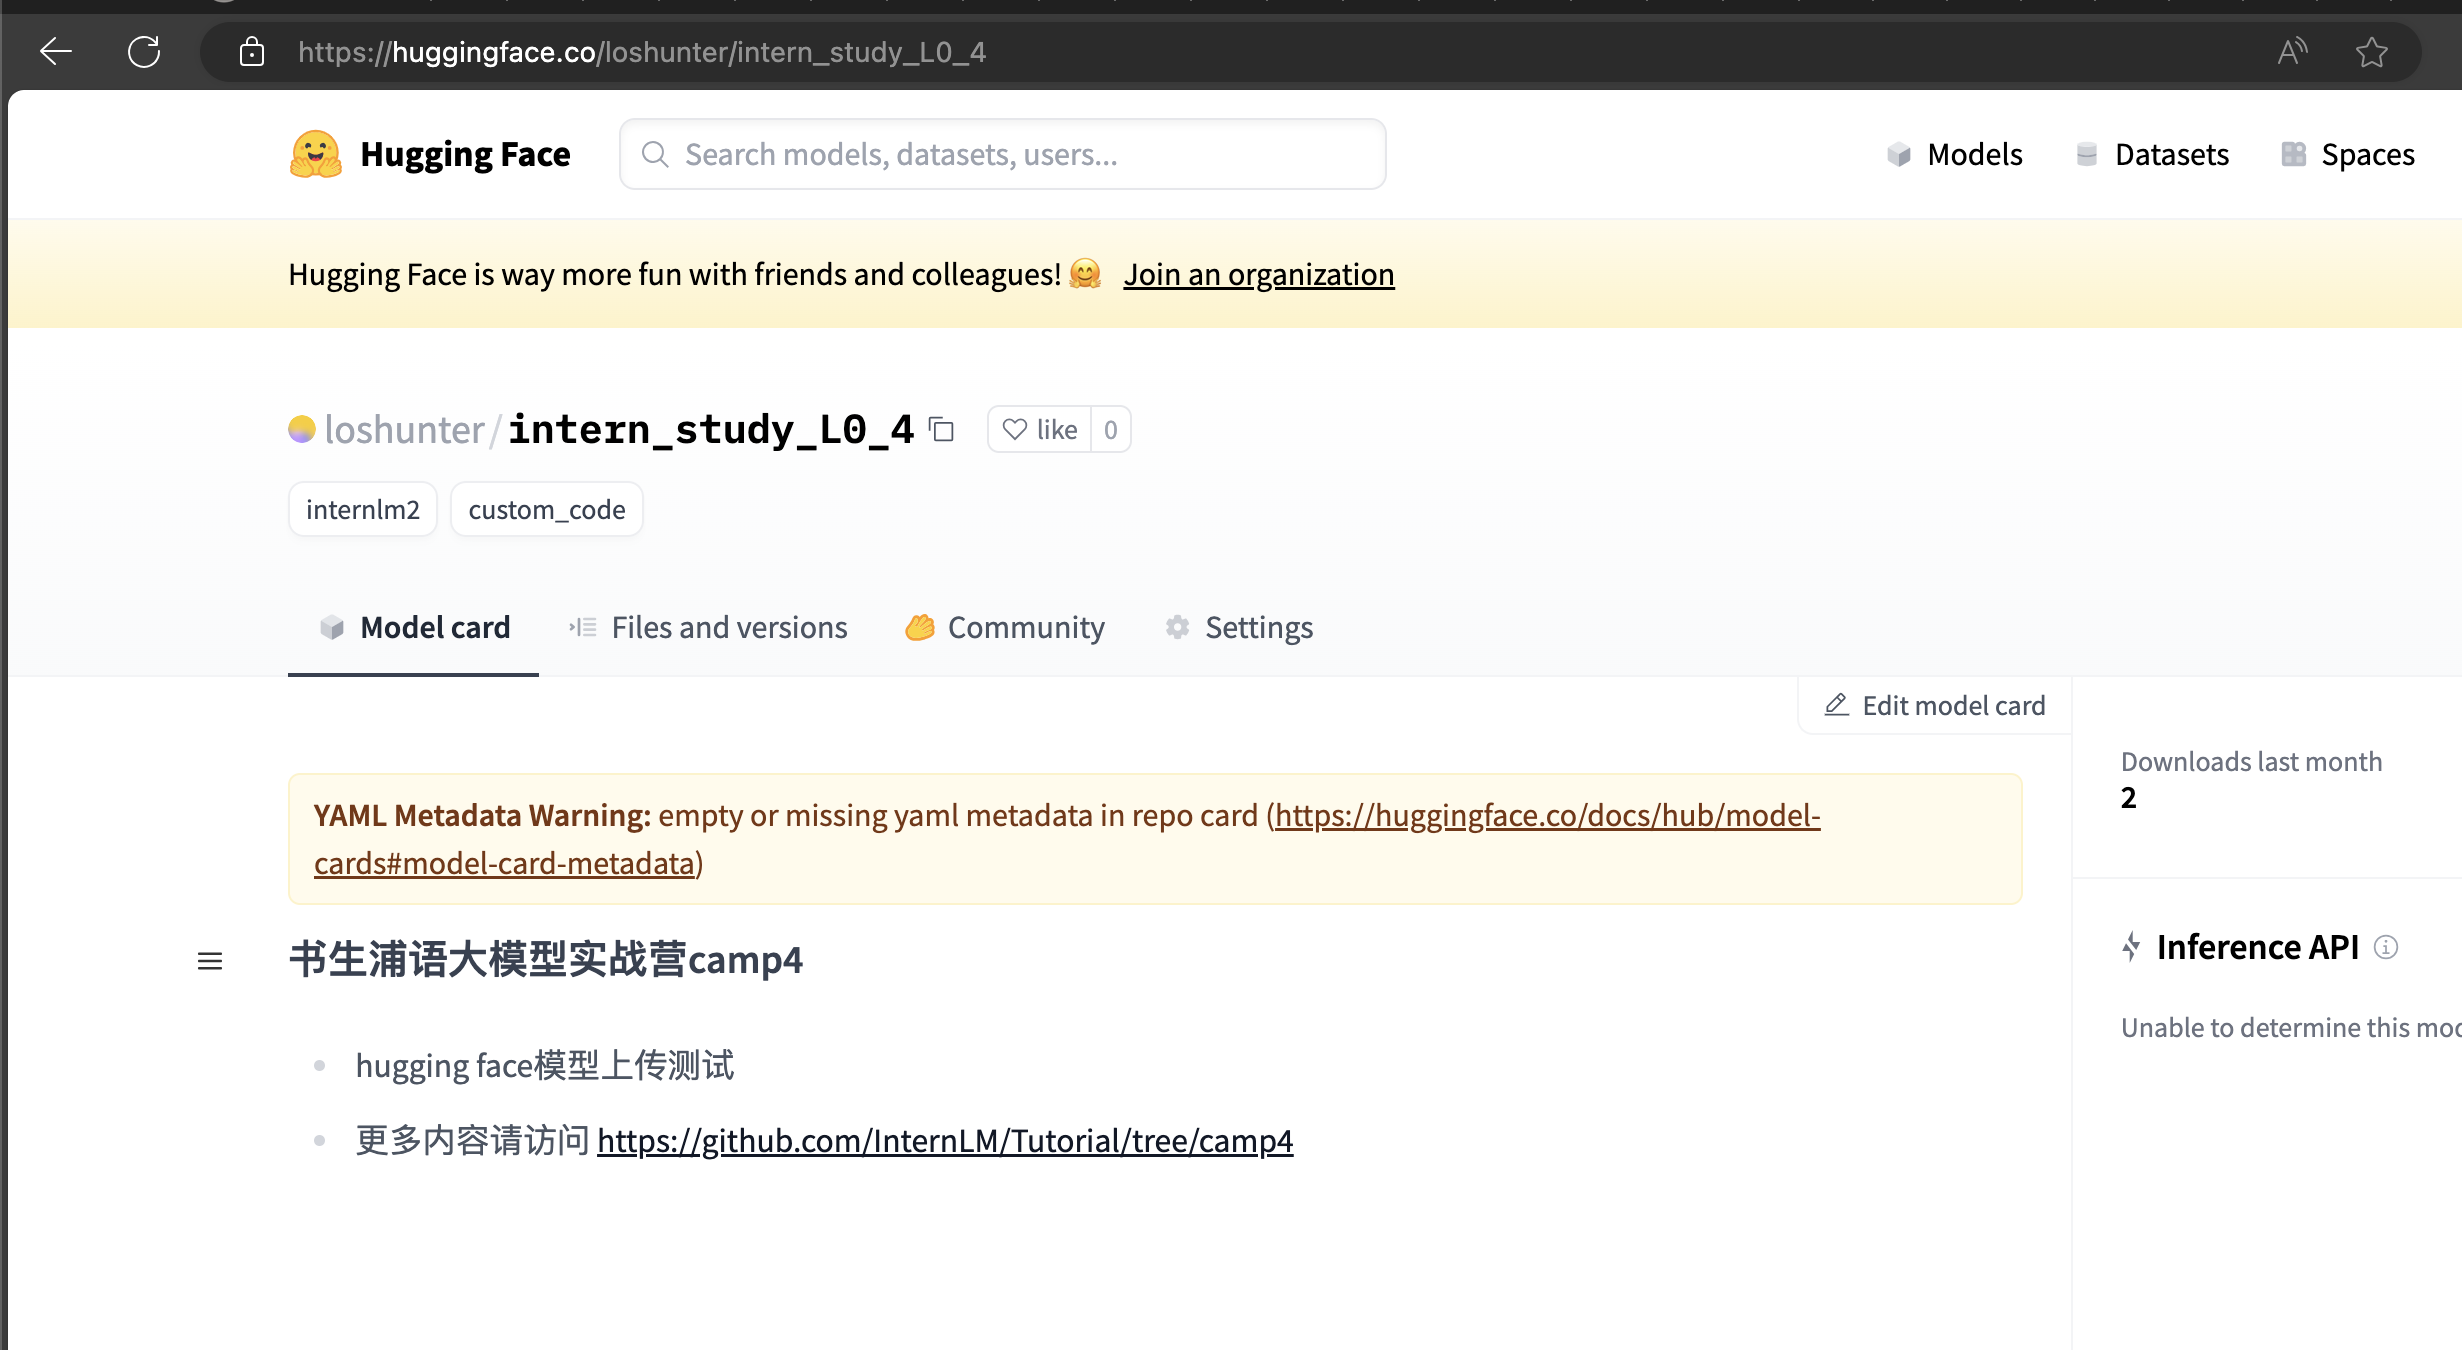 https://huggingface.co/loshunter/intern_study_L0_4
Hugging Face
Search models, datasets, users...
Models
Datasets
Spaces
Hugging Face is way more fun with friends and colleagues! 🤗 Join an organization
loshunter/intern_study_L0_4
like 0
internlm2
custom_code
Model card
Files and versions
Community
Settings
Edit model card
Downloads last month
2
YAML Metadata Warning: empty or missing yaml metadata in repo card (https://huggingface.co/docs/hub/model-
cards#model-card-metadata)
书生浦语大模型实战营camp4
Inference API
Unable to determine this
hugging face模型上传测试
更多内容请访问 https://github.com/InternLM/Tutorial/tree/camp4